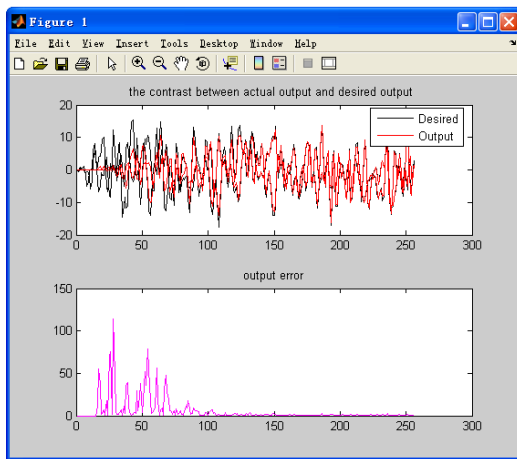 Figure 1
File Edit View Insert Tools Desktop Window Help
the contrast between actual output and desired output
20
10
0
-10
-20
Desired
Output
0 50 100 150 200 250 300
output error
150
100
50
0
0 50 100 150 200 250 300